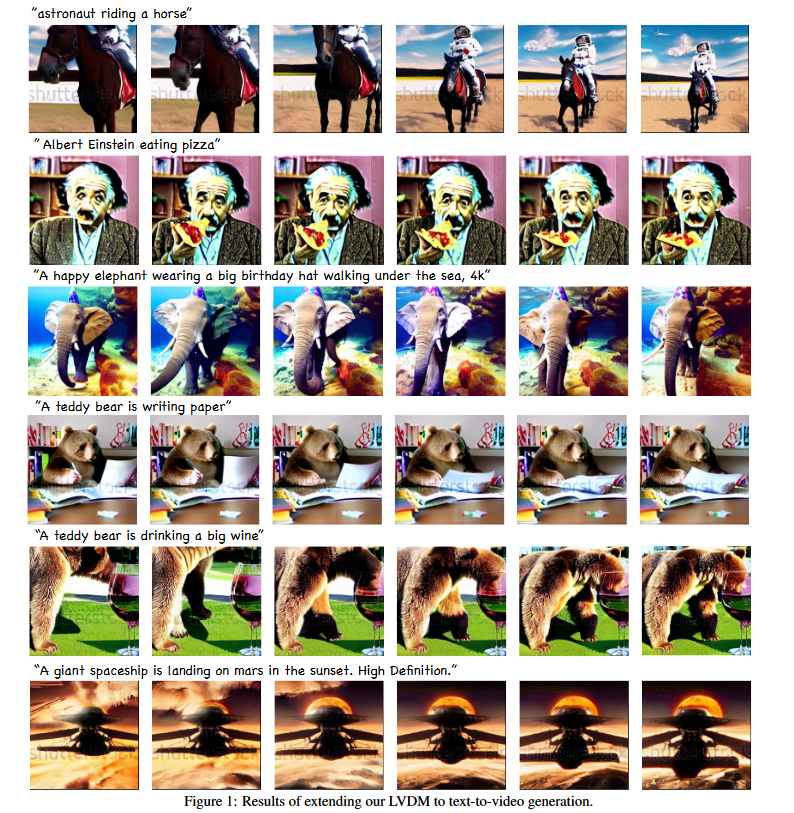 "astronaut riding a horse"
shutterstock
" Albert Einstein eating pizza"
"A happy elephant wearing a big birthday hat walking under the sea, 4k"
"A teddy bear is writing paper"
"A teddy bear is drinking a big wine"
"A giant spaceship is landing on mars in the sunset. High Definition."
shutterstock
Figure 1: Results of extending our LVDM to text-to-video generation.